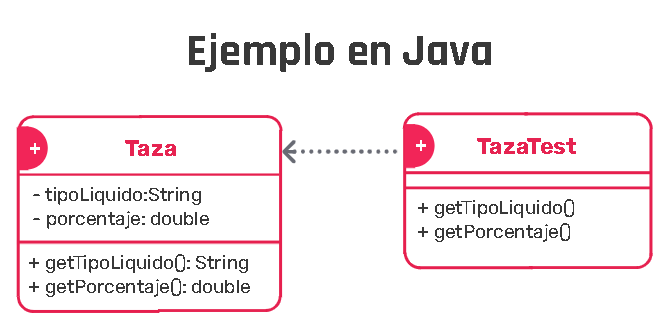 Ejemplo en Java
+
Taza
- tipoLiquido:String
- porcentaje: double
+ getTipoLiquido(): String
+ getPorcentaje(): double
+
TazaTest
+ getTipoLiquido()
+ getPorcentaje()